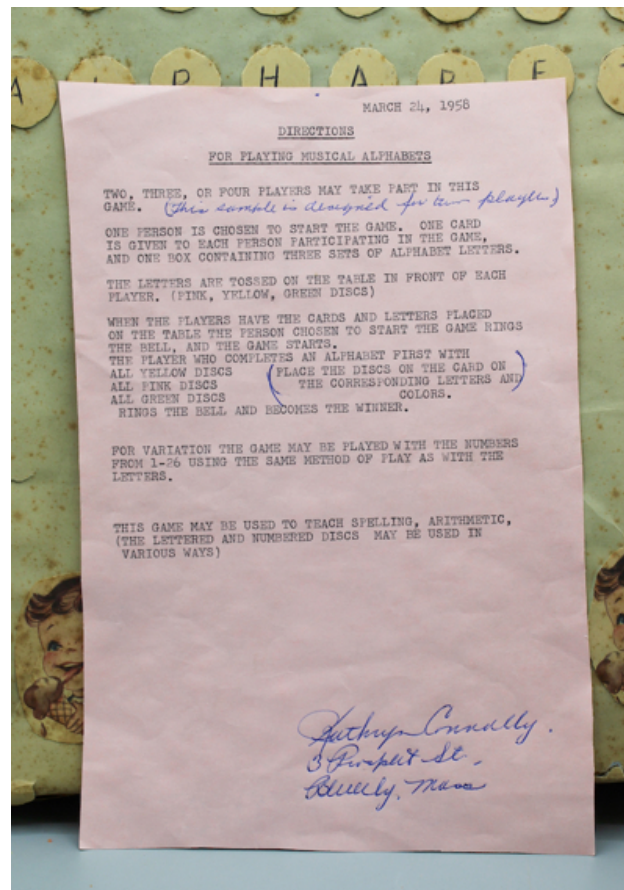 A L P H A B E T
MARCH 24, 1958
DIRECTIONS
FOR PLAYING MUSICAL ALPHABETS
TWO, THREE, OR FOUR PLAYERS MAY TAKE PART IN THIS
GAME. (This sample is designed for two players)
ONE PERSON IS CHOSEN TO START THE GAME. ONE CARD
IS GIVEN TO EACH PERSON PARTICIPATING IN THE GAME,
AND ONE BOX CONTAINING THREE SETS OF ALPHABET LETTERS.
THE LETTERS ARE TOSSED ON THE TABLE IN FRONT OF EACH
PLAYER. (PINK, YELLOW, GREEN DISCS)
WHEN THE PLAYERS HAVE THE CARDS AND LETTERS PLACED
ON THE TABLE THE PERSON CHOSEN TO START THE GAME RINGS
THE BELL, AND THE GAME STARTS.
THE PLAYER WHO COMPLETES AN ALPHABET FIRST WITH
ALL YELLOW DISCS (PLACE THE DISCS ON THE CARD ON
ALL PINK DISCS THE CORRESPONDING LETTERS AND
ALL GREEN DISCS COLORS.)
RINGS THE BELL AND BECOMES THE WINNER.
FOR VARIATION THE GAME MAY BE PLAYED WITH THE NUMBERS
FROM 1-26 USING THE SAME METHOD OF PLAY AS WITH THE
LETTERS.
THIS GAME MAY BE USED TO TEACH SPELLING, ARITHMETIC,
(THE LETTERED AND NUMBERED DISCS MAY BE USED IN
VARIOUS WAYS)
Kathryn Connolly.
3 Prospect St.,
Beverly, Mass